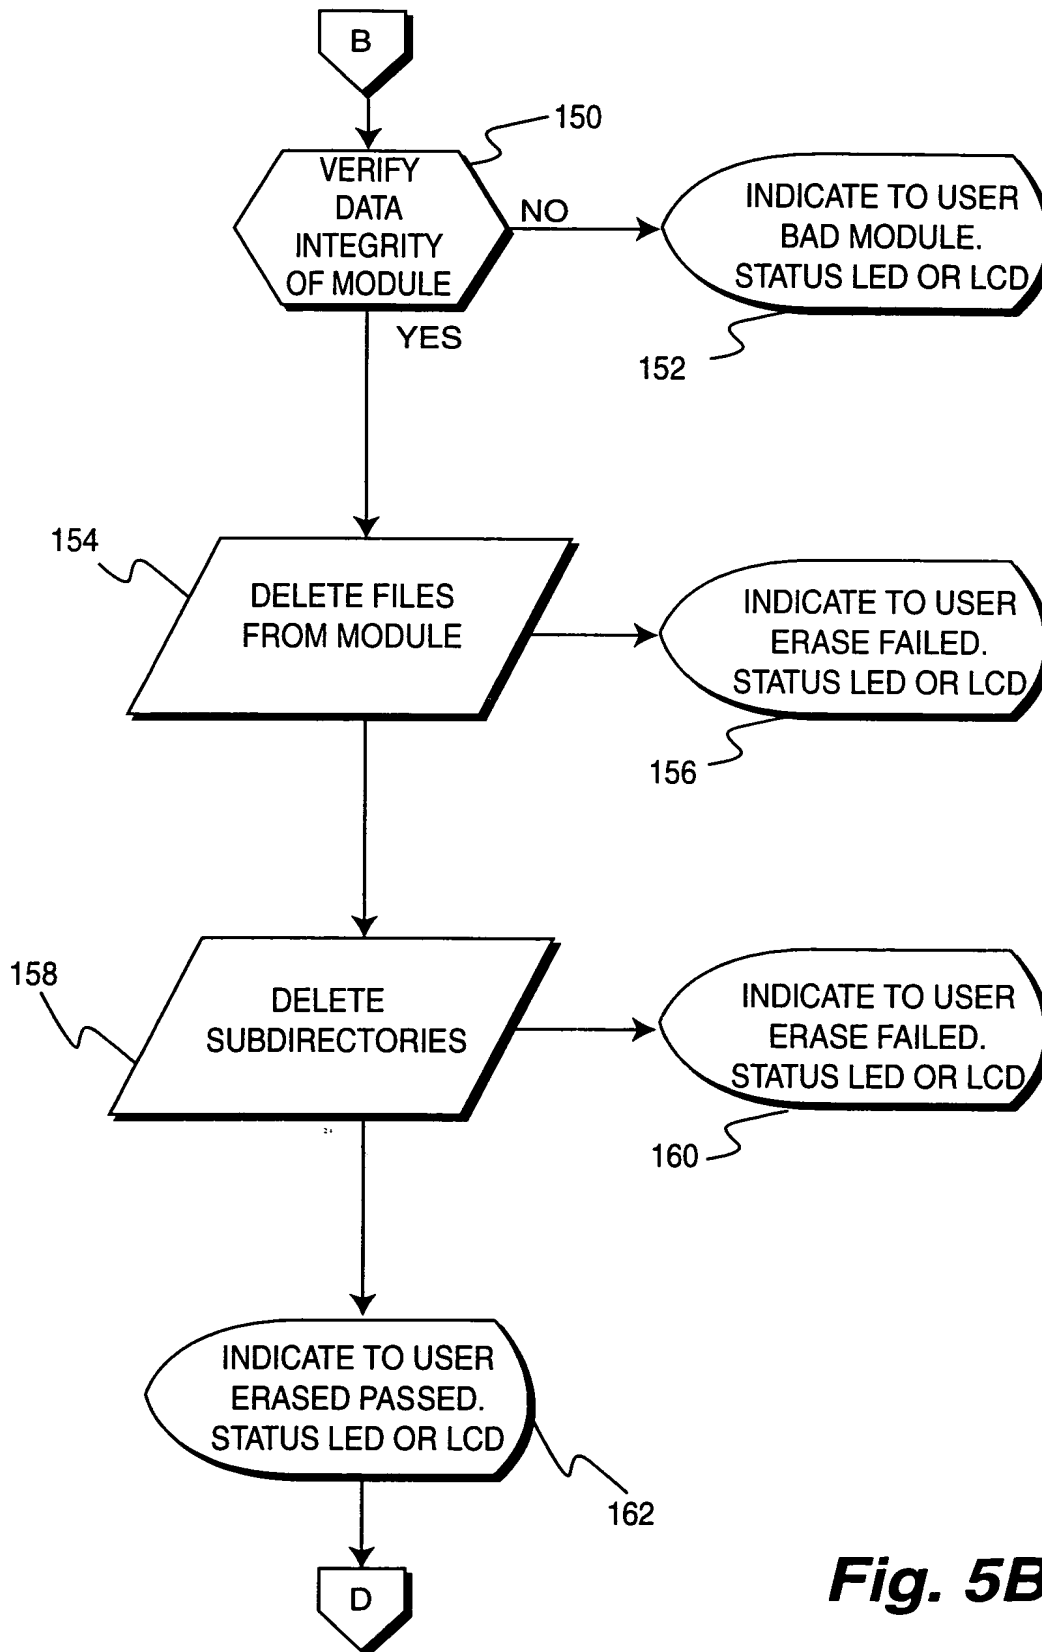 B
150
VERIFY
DATA
INTEGRITY
OF MODULE
NO
INDICATE TO USER
BAD MODULE.
STATUS LED OR LCD
152
YES
154
DELETE FILES
FROM MODULE
INDICATE TO USER
ERASE FAILED.
STATUS LED OR LCD
156
158
DELETE
SUBDIRECTORIES
INDICATE TO USER
ERASE FAILED.
STATUS LED OR LCD
160
INDICATE TO USER
ERASED PASSED.
STATUS LED OR LCD
162
D
Fig. 5B